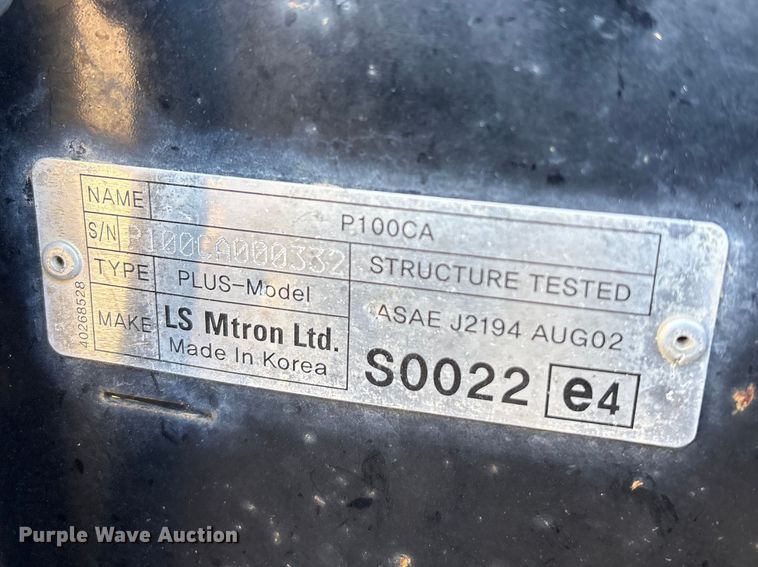 NAME P100CA
S/N P100CA000332 STRUCTURE TESTED
TYPE PLUS-Model ASAE J2194 AUG02
MAKE LS Mtron Ltd.
Made In Korea
S0022 e4
40268528
Purple Wave Auction